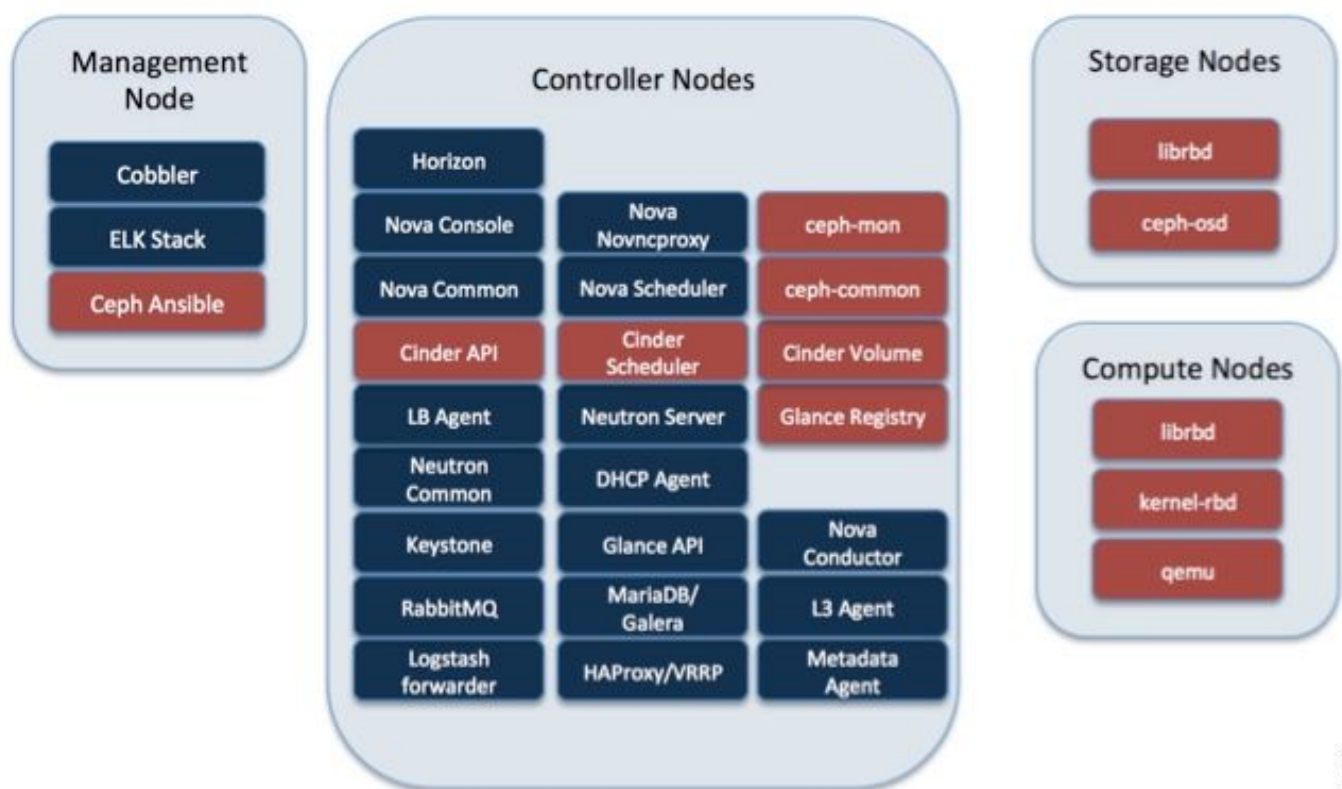 Management
Node
Cobbler
ELK Stack
Ceph Ansible
Controller Nodes
Horizon
Nova Console
Nova
Novncproxy
ceph-mon
Nova Common
Nova Scheduler
ceph-common
Cinder API
Cinder
Scheduler
Cinder Volume
LB Agent
Neutron Server
Glance Registry
Neutron
Common
DHCP Agent
Keystone
Glance API
Nova
Conductor
RabbitMQ
MariaDB/
Galera
L3 Agent
Logstash
forwarder
HAProxy/VRRP
Metadata
Agent
Storage Nodes
librbd
ceph-osd
Compute Nodes
librbd
kernel-rbd
qemu